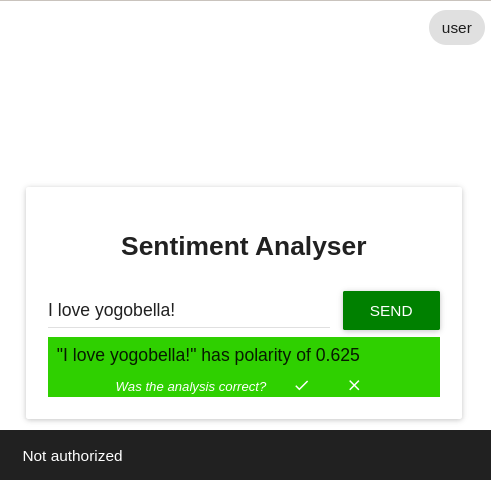 user
Sentiment Analyser
I love yogobella!
SEND
"I love yogobella!" has polarity of 0.625
Was the analysis correct?
Not authorized